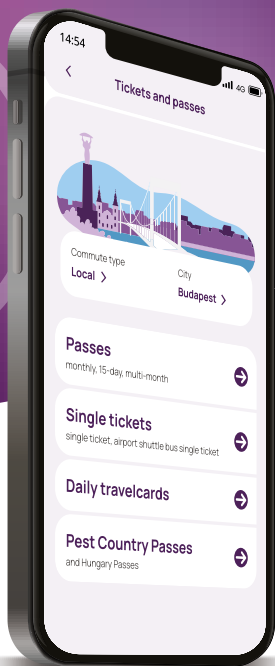 14:54
4G
Tickets and passes
Commute type
Local
City
Budapest
Passes
monthly, 15-day, multi-month
Single tickets
single ticket, airport shuttle bus single ticket
Daily travelcards
Pest Country Passes
and Hungary Passes